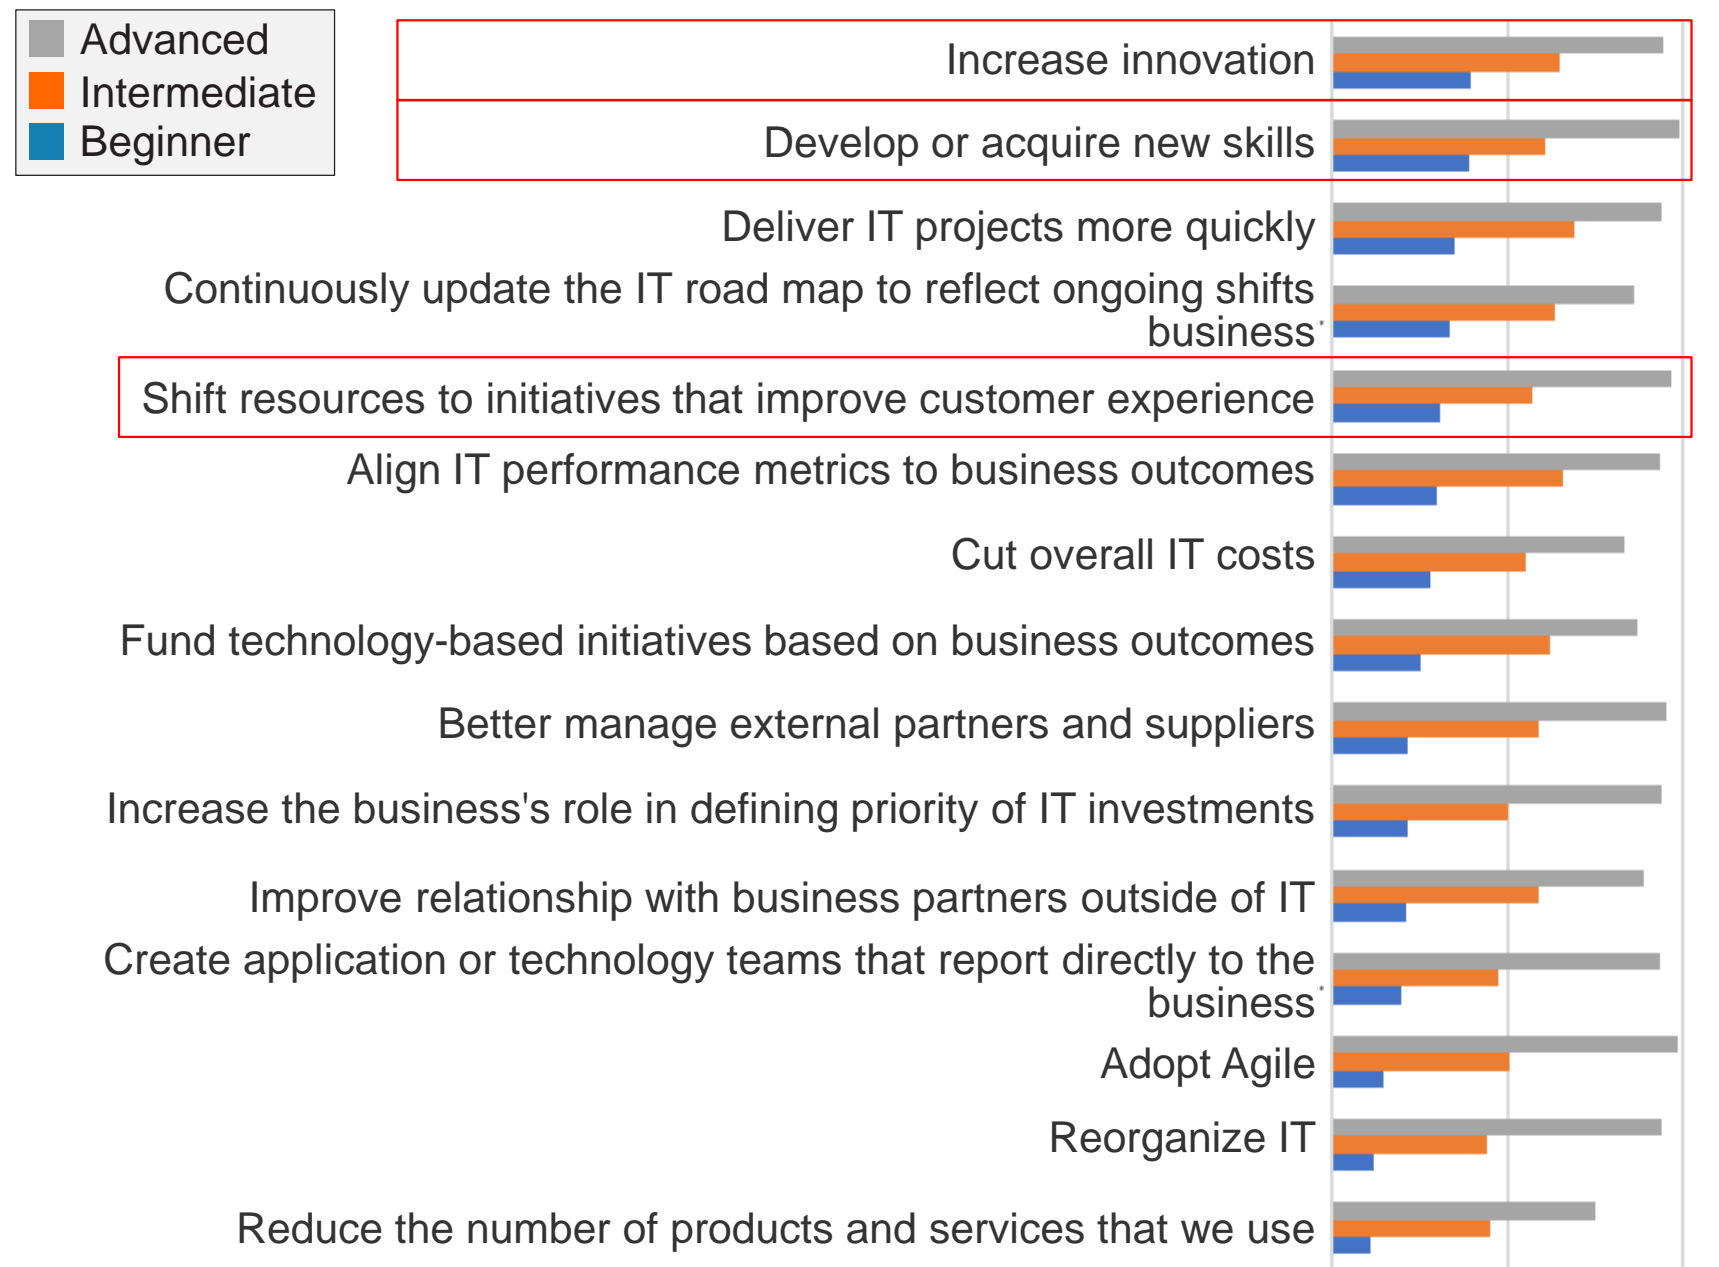 Advanced
Intermediate
Beginner
Increase innovation
Develop or acquire new skills
Deliver IT projects more quickly
Continuously update the IT road map to reflect ongoing shifts
business
Shift resources to initiatives that improve customer experience
Align IT performance metrics to business outcomes
Cut overall IT costs
Fund technology-based initiatives based on business outcomes
Better manage external partners and suppliers
Increase the business's role in defining priority of IT investments
Improve relationship with business partners outside of IT
Create application or technology teams that report directly to the
business
Adopt Agile
Reorganize IT
Reduce the number of products and services that we use